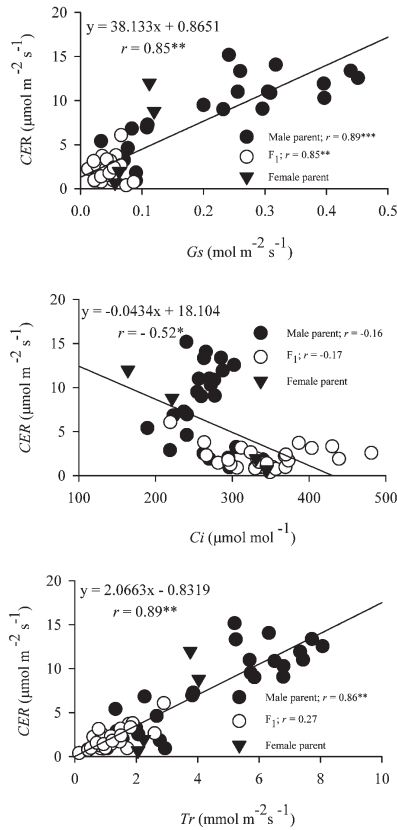 y = 38.133x + 0.8651
r = 0.85**
20
15
10
5
0
CER (μmol m⁻² s⁻¹)
Male parent; r = 0.89***
F₁; r = 0.85**
Female parent
0.0 0.1 0.2 0.3 0.4 0.5
Gs (mol m⁻² s⁻¹)
y = -0.0434x + 18.104
r = - 0.52*
20
15
10
5
0
CER (μmol m⁻² s⁻¹)
Male parent; r = -0.16
F₁; r = -0.17
Female parent
100 200 300 400 500
Ci (μmol mol⁻¹)
y = 2.0663x - 0.8319
r = 0.89**
20
15
10
5
0
CER (μmol m⁻² s⁻¹)
Male parent; r = 0.86**
F₁; r = 0.27
Female parent
0 2 4 6 8 10
Tr (mmol m⁻² s⁻¹)